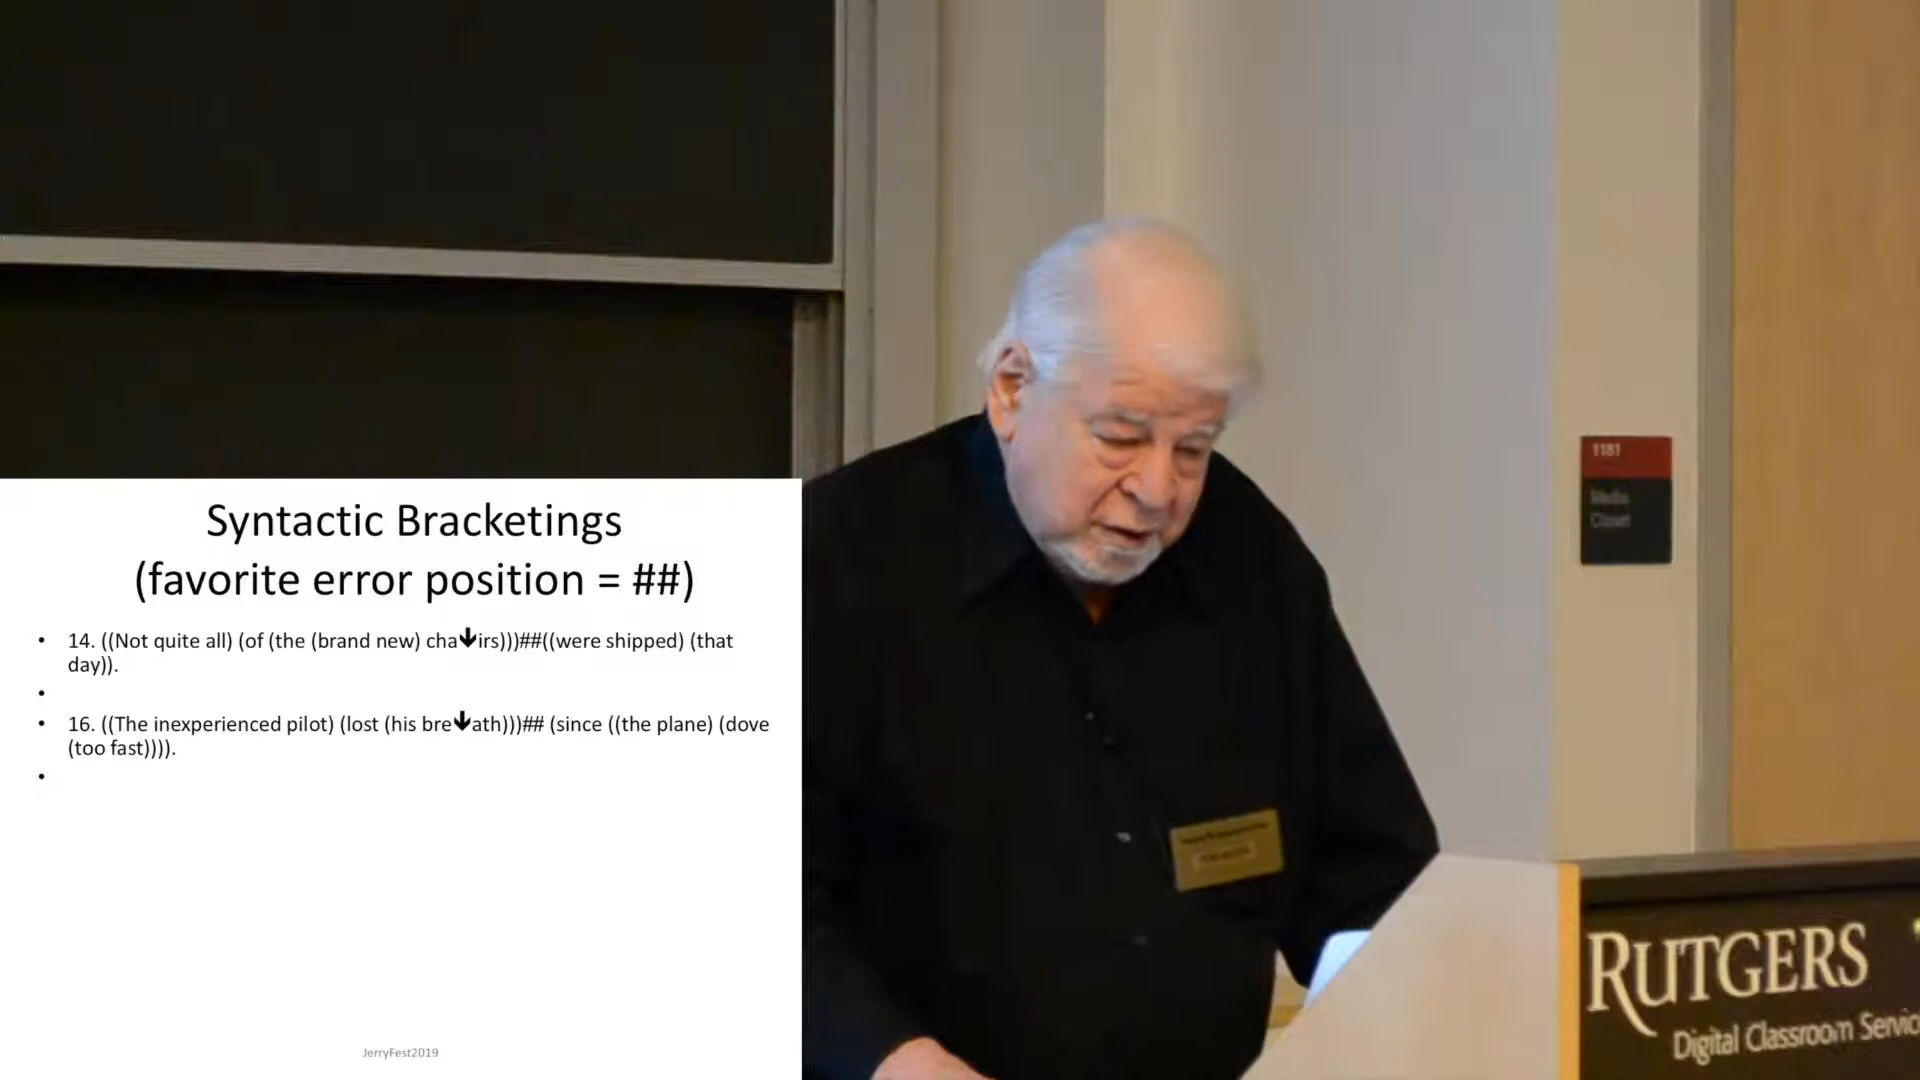 Syntactic Bracketings
(favorite error position = ##)
• 14. ((Not quite all) (of (the (brand new) cha🡻irs)))##((were shipped) (that
day)).
•
• 16. ((The inexperienced pilot) (lost (his bre🡻ath)))## (since ((the plane) (dove
(too fast)))).
•
JerryFest2019
1181
Media
Closet
RUTGERS
Digital Classroom